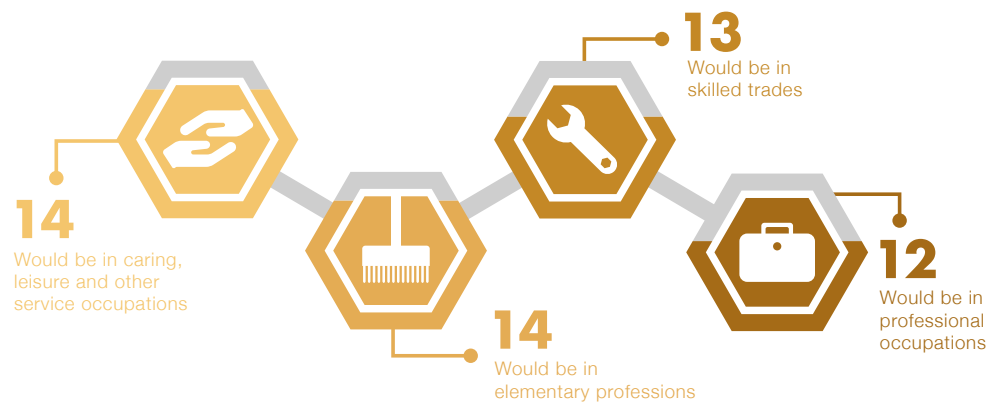 14
Would be in caring,
leisure and other
service occupations
14
Would be in
elementary professions
13
Would be in
skilled trades
12
Would be in
professional
occupations